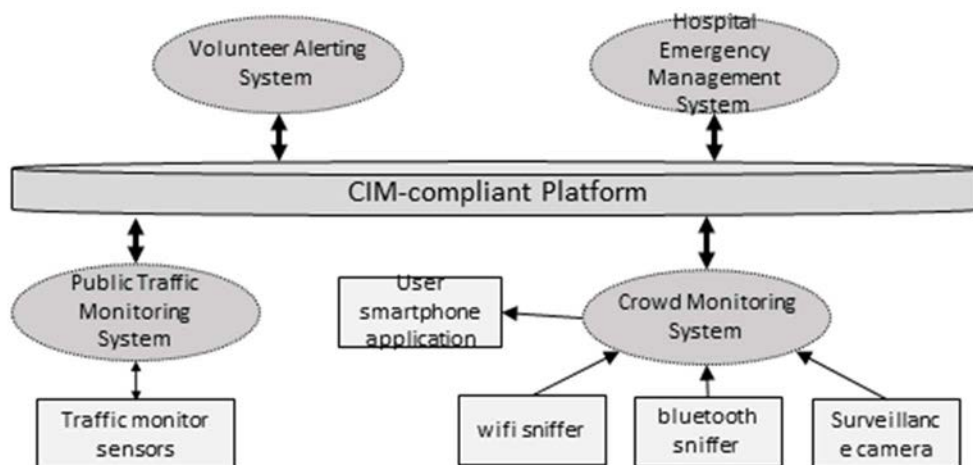 Volunteer Alerting
System
Hospital
Emergency
Management
System
CIM-compliant Platform
Public Traffic
Monitoring
System
User
smartphone
application
Crowd Monitoring
System
Traffic monitor
sensors
wifi sniffer
bluetooth
sniffer
Surveillanc
e camera